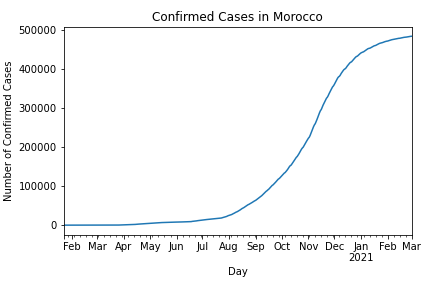 Confirmed Cases in Morocco
Number of Confirmed Cases
500000
400000
300000
200000
100000
0
Feb Mar Apr May Jun Jul Aug Sep Oct Nov Dec Jan Feb Mar
2021
Day